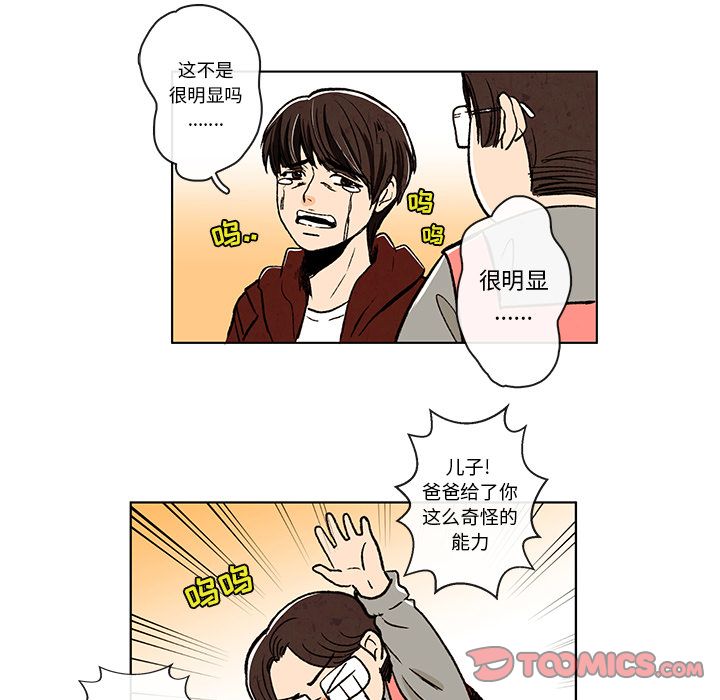 这不是
很明显吗
.......
呜..
呜
呜
很明显
......
儿子!
爸爸给了你
这么奇怪的
能力
呜呜
TOOMICS.COM